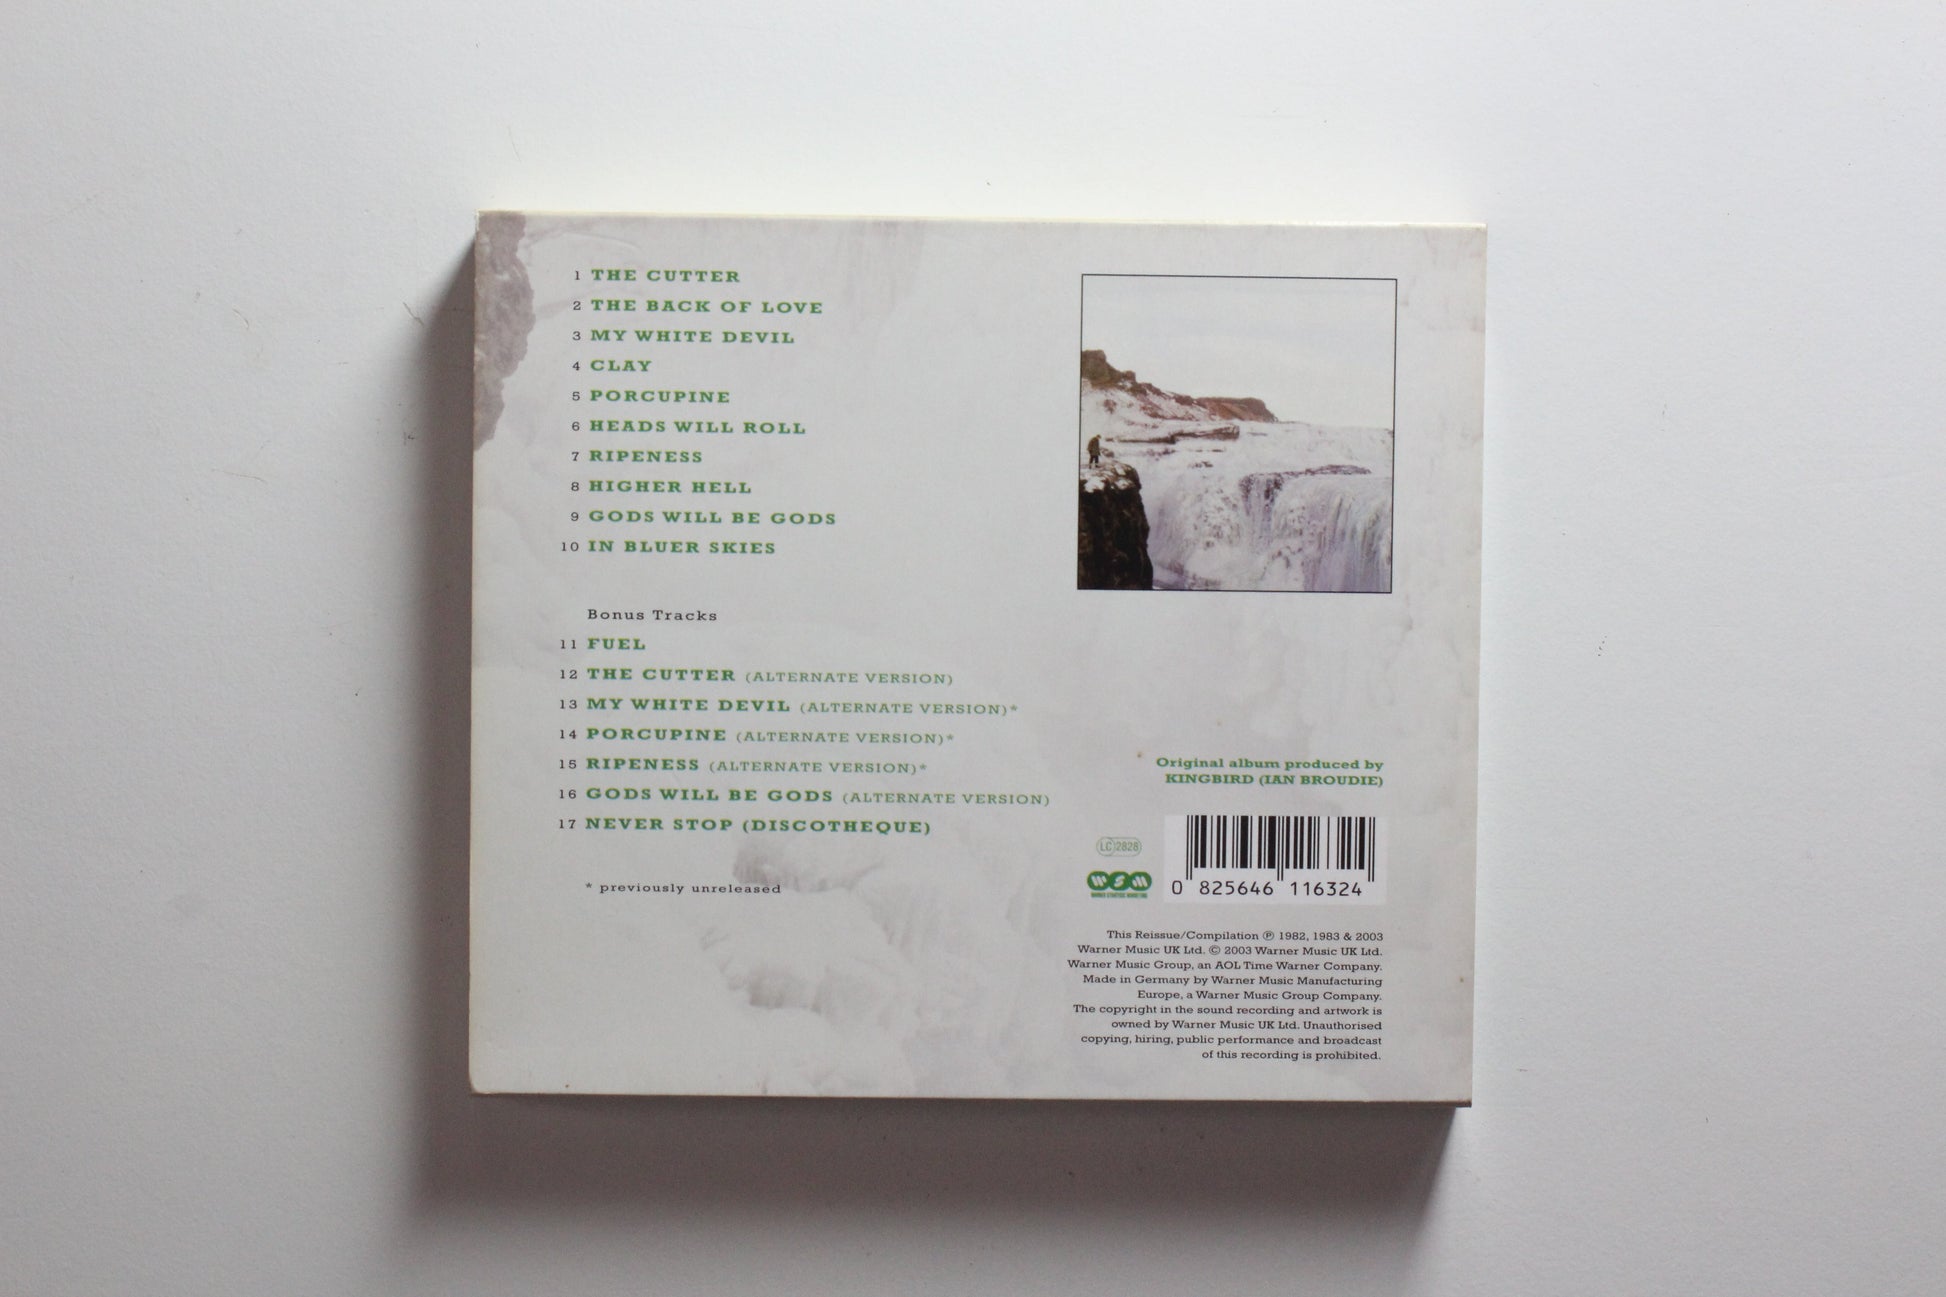 1 THE CUTTER
2 THE BACK OF LOVE
3 MY WHITE DEVIL
4 CLAY
5 PORCUPINE
6 HEADS WILL ROLL
7 RIPENESS
8 HIGHER HELL
9 GODS WILL BE GODS
10 IN BLUER SKIES
Bonus Tracks
11 FUEL
12 THE CUTTER (ALTERNATE VERSION)
13 MY WHITE DEVIL (ALTERNATE VERSION)*
14 PORCUPINE (ALTERNATE VERSION)*
15 RIPENESS (ALTERNATE VERSION)*
16 GODS WILL BE GODS (ALTERNATE VERSION)
17 NEVER STOP (DISCOTHEQUE)
* previously unreleased
Original album produced by
KINGBIRD (IAN BROUDIE)
LC 2828
WSM
0 825646 116324
This Reissue/Compilation ℗ 1982, 1983 & 2003
Warner Music UK Ltd. © 2003 Warner Music UK Ltd.
Warner Music Group, an AOL Time Warner Company.
Made in Germany by Warner Music Manufacturing
Europe, a Warner Music Group Company.
The copyright in the sound recording and artwork is
owned by Warner Music UK Ltd. Unauthorised
copying, hiring, public performance and broadcast
of this recording is prohibited.